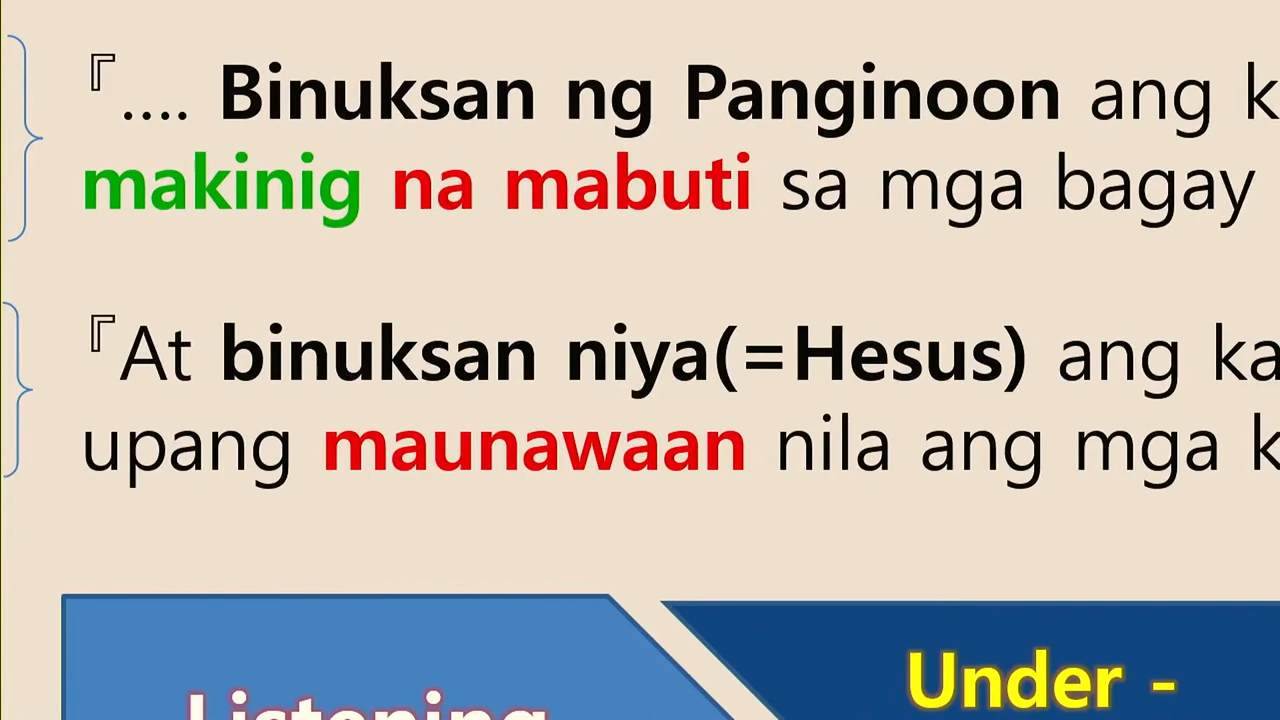 『.... Binuksan ng Panginoon ang
makinig na mabuti sa mga bagay
『At binuksan niya(=Hesus) ang
upang maunawaan nila ang mga
Under -
Listening